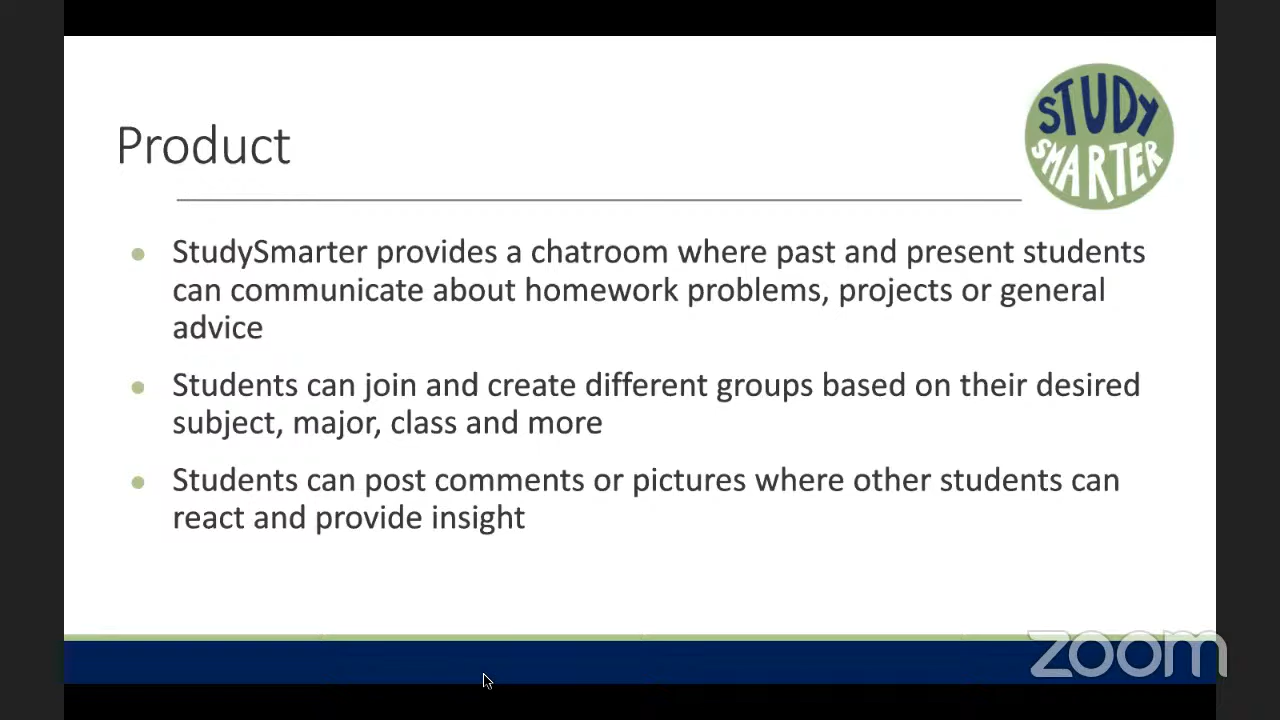 STUDY
SMARTER
Product
StudySmarter provides a chatroom where past and present students
can communicate about homework problems, projects or general
advice
Students can join and create different groups based on their desired
subject, major, class and more
Students can post comments or pictures where other students can
react and provide insight
zoom